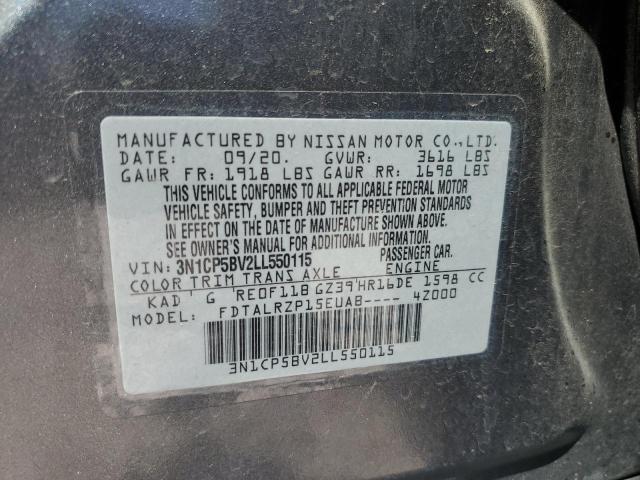 MANUFACTURED BY NISSAN MOTOR CO.,LTD.
DATE: 09/20. GVWR: 3616 LBS
GAWR FR: 1918 LBS GAWR RR: 1698 LBS
THIS VEHICLE CONFORMS TO ALL APPLICABLE FEDERAL MOTOR
VEHICLE SAFETY, BUMPER AND THEFT PREVENTION STANDARDS
IN EFFECT ON THE DATE OF MANUFACTURE SHOWN ABOVE.
SEE OWNER'S MANUAL FOR ADDITIONAL INFORMATION.
VIN: 3N1CP5BV2LL550115 PASSENGER CAR.
COLOR TRIM TRANS AXLE ENGINE
KAD G RE0F11B GZ39 HR16DE 1598 CC
MODEL: FDTALRZP15EUAB---- 4Z000
3N1CP5BV2LL550115